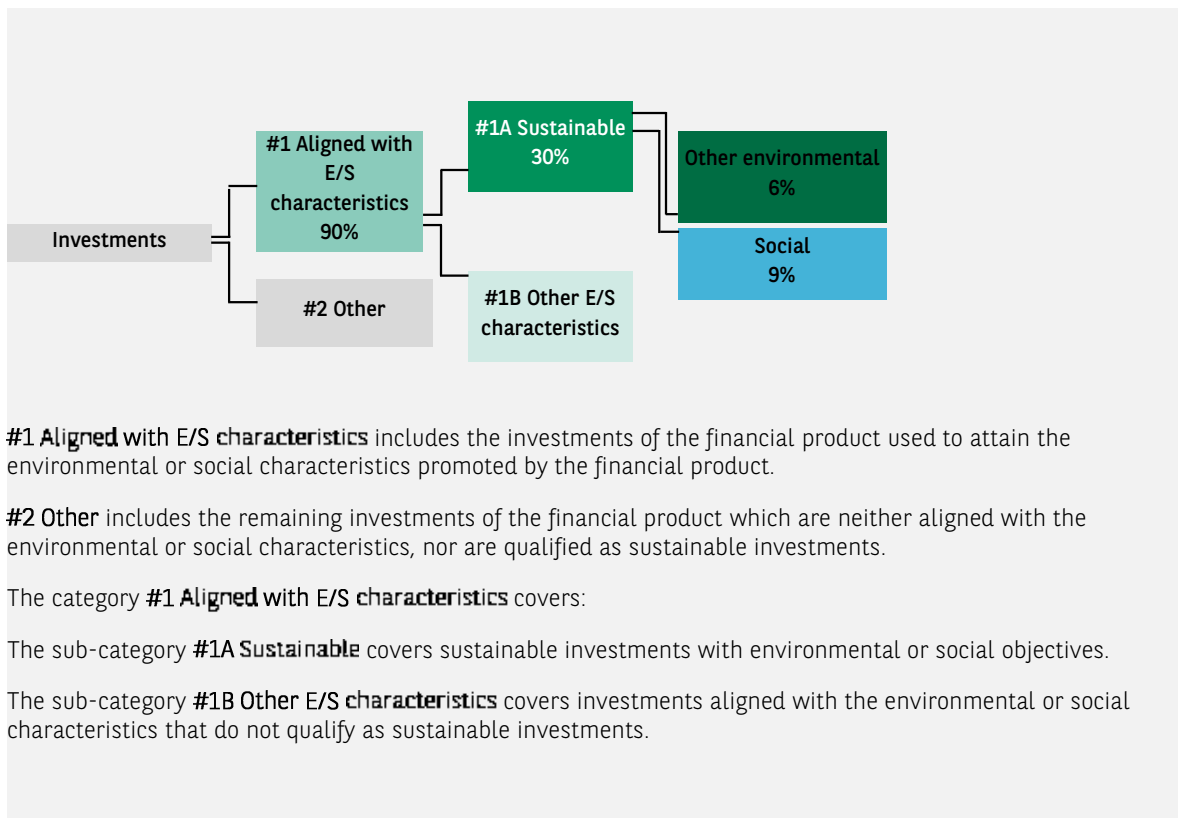 #1A Sustainable
30%
#1 Aligned with
E/S
characteristics
90%
Other environmental
6%
Investments
Social
9%
#2 Other
#1B Other E/S
characteristics
#1 Aligned with E/S characteristics includes the investments of the financial product used to attain the
environmental or social characteristics promoted by the financial product.
#2 Other includes the remaining investments of the financial product which are neither aligned with the
environmental or social characteristics, nor are qualified as sustainable investments.
The category #1 Aligned with E/S characteristics covers:
The sub-category #1A Sustainable covers sustainable investments with environmental or social objectives.
The sub-category #1B Other E/S characteristics covers investments aligned with the environmental or social
characteristics that do not qualify as sustainable investments.